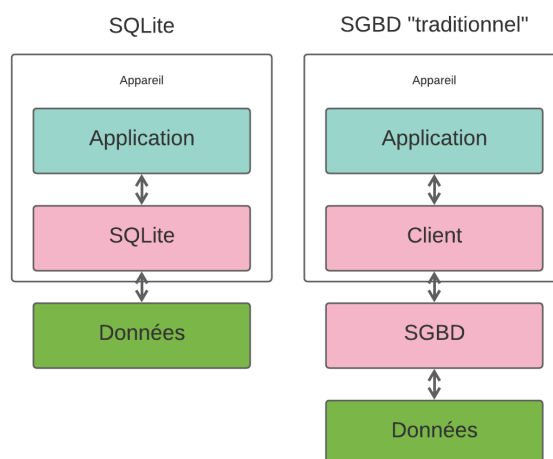 SQLite
Appareil
Application
SQLite
Données
SGBD "traditionnel"
Appareil
Application
Client
SGBD
Données